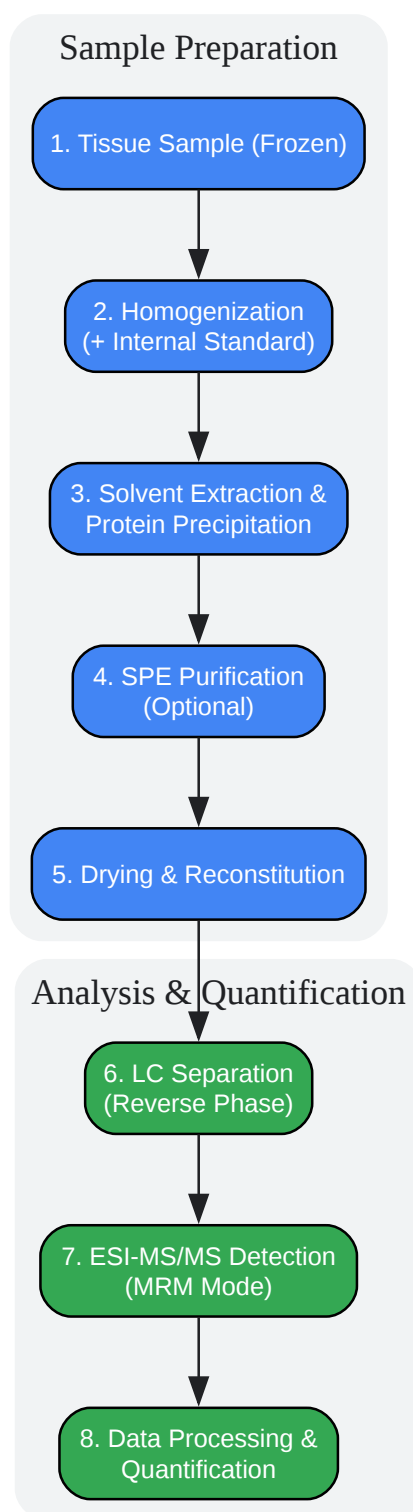 Sample Preparation
1. Tissue Sample (Frozen)
2. Homogenization
(+ Internal Standard)
3. Solvent Extraction &
Protein Precipitation
4. SPE Purification
(Optional)
5. Drying & Reconstitution
Analysis & Quantification
6. LC Separation
(Reverse Phase)
7. ESI-MS/MS Detection
(MRM Mode)
8. Data Processing &
Quantification